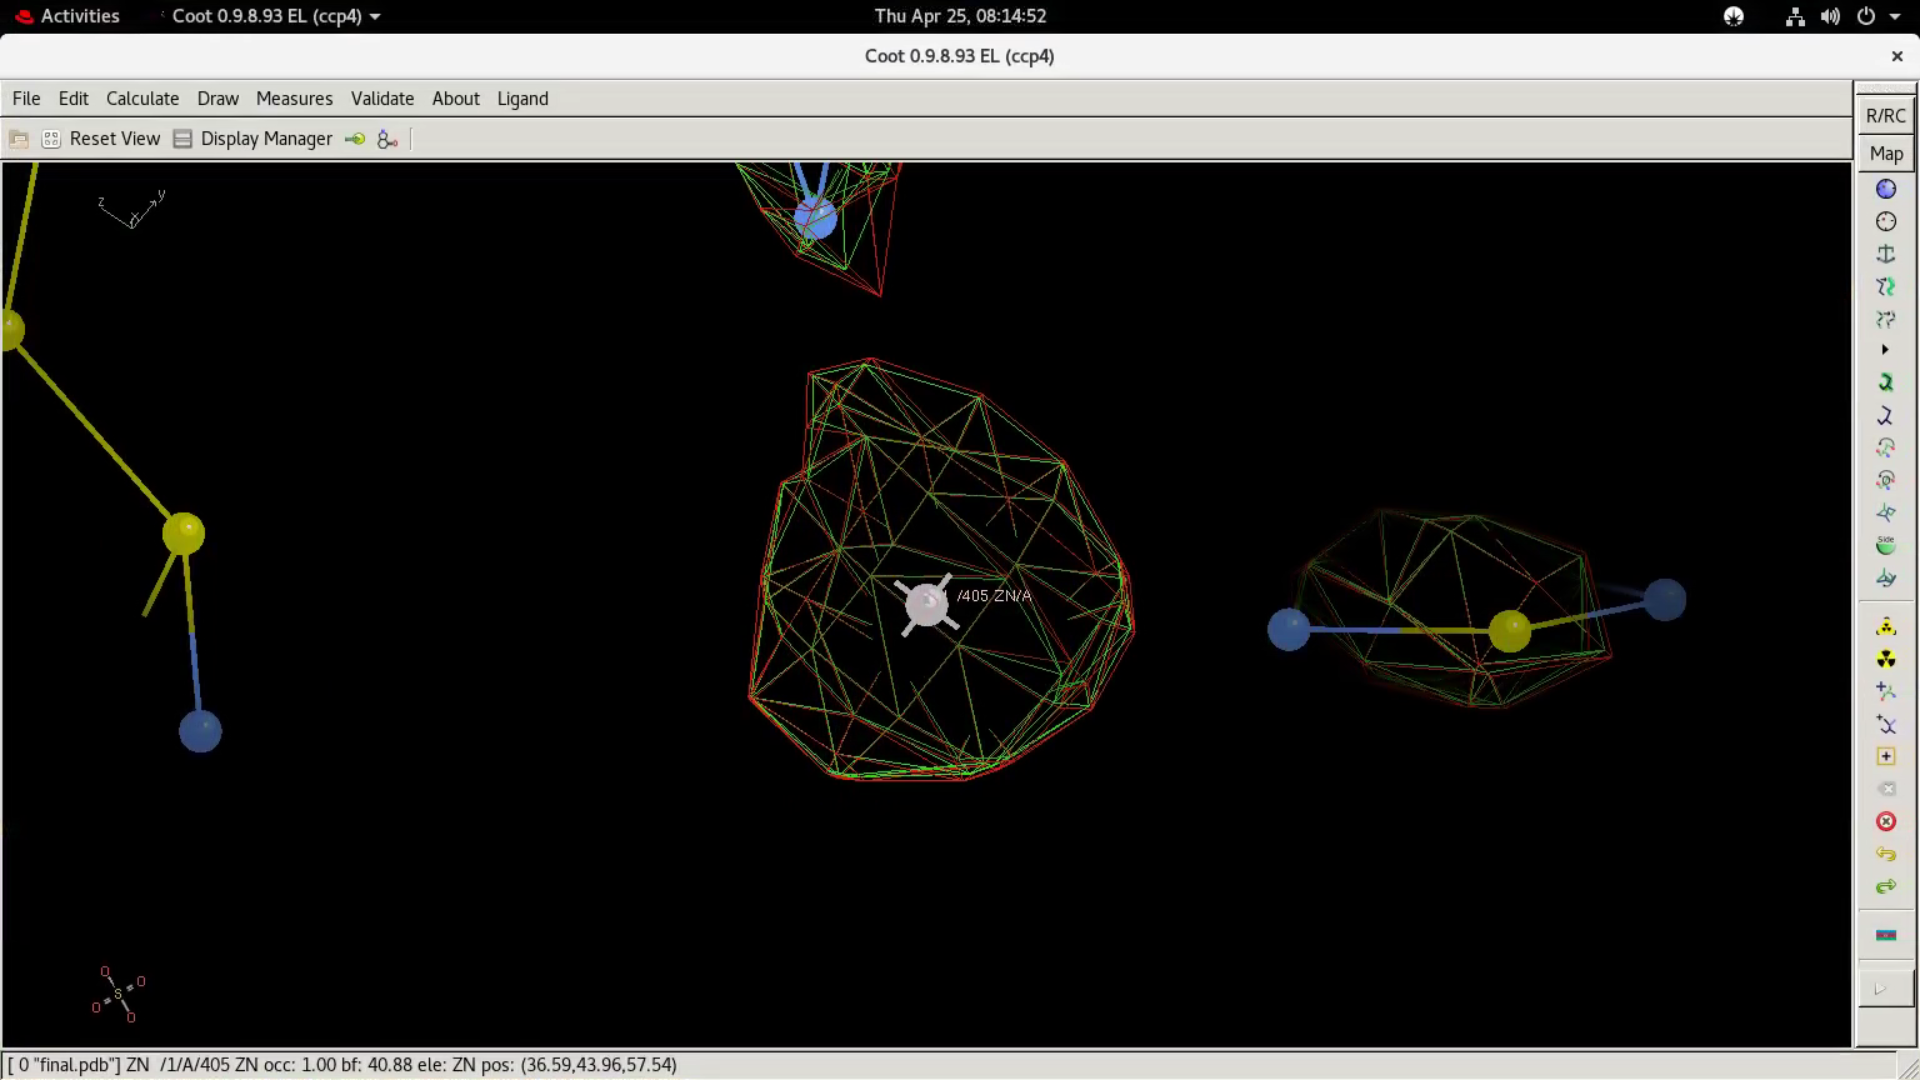 Activities Coot 0.9.8.93 EL (ccp4) Thu Apr 25, 08:14:52
Coot 0.9.8.93 EL (ccp4)
File Edit Calculate Draw Measures Validate About Ligand
R/RC
Reset View Display Manager
Map
z y
x
/405 ZN/A
Side
O O
S
O O
[ 0 "final.pdb"] ZN /1/A/405 ZN occ: 1.00 bf: 40.88 ele: ZN pos: (36.59,43.96,57.54)